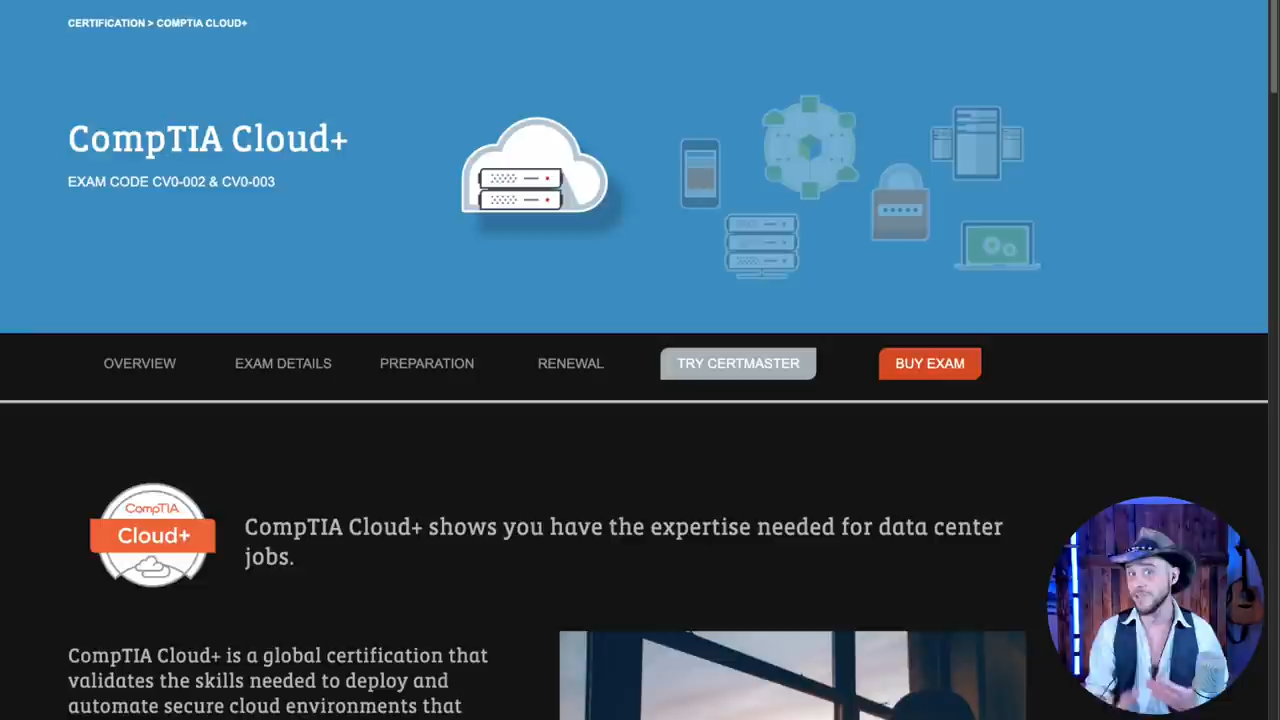 CERTIFICATION > COMPTIA CLOUD+
CompTIA Cloud+
EXAM CODE CV0-002 & CV0-003
OVERVIEW
EXAM DETAILS
PREPARATION
RENEWAL
TRY CERTMASTER
BUY EXAM
CompTIA
Cloud+
CompTIA Cloud+ shows you have the expertise needed for data center
jobs.
CompTIA Cloud+ is a global certification that
validates the skills needed to deploy and
automate secure cloud environments that